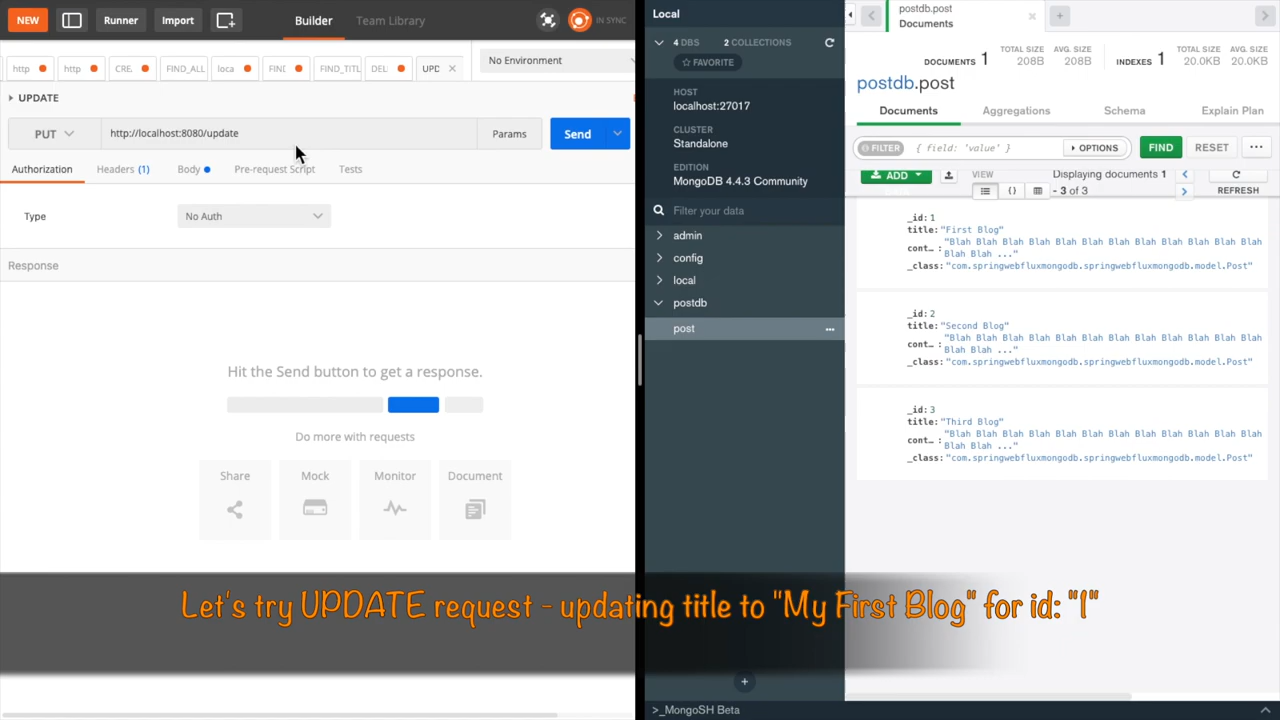 NEW
Runner
Import
Builder
Team Library
IN SYNC
http
http
CRE
FIND_ALL
loca
FINI
FIND_TITL
DEL
UPD
No Environment
UPDATE
PUT
http://localhost:8080/update
Params
Send
Authorization
Headers (1)
Body
Pre-request Script
Tests
Type
No Auth
Response
Hit the Send button to get a response.
Do more with requests
Share
Mock
Monitor
Document
Local
4 DBS
2 COLLECTIONS
FAVORITE
HOST
localhost:27017
CLUSTER
Standalone
EDITION
MongoDB 4.4.3 Community
Filter your data
admin
config
local
postdb
post
>_MongoSH Beta
postdb.post
Documents
DOCUMENTS 1
TOTAL SIZE
208B
AVG. SIZE
208B
INDEXES 1
TOTAL SIZE
20.0KB
AVG. SIZE
20.0KB
postdb.post
Documents
Aggregations
Schema
Explain Plan
FILTER
{ field: 'value' }
OPTIONS
FIND
RESET
ADD
VIEW
Displaying documents 1
- 3 of 3
REFRESH
_id: 1
title: "First Blog"
cont… : "Blah Blah Blah Blah Blah Blah Blah Blah Blah Blah Blah Blah
Blah Blah ..."
_class: "com.springwebfluxmongodb.springwebfluxmongodb.model.Post"
_id: 2
title: "Second Blog"
cont… : "Blah Blah Blah Blah Blah Blah Blah Blah Blah Blah Blah Blah
Blah Blah ..."
_class: "com.springwebfluxmongodb.springwebfluxmongodb.model.Post"
_id: 3
title: "Third Blog"
cont… : "Blah Blah Blah Blah Blah Blah Blah Blah Blah Blah Blah Blah
Blah Blah ..."
_class: "com.springwebfluxmongodb.springwebfluxmongodb.model.Post"
Let's try UPDATE request - updating title to "My First Blog" for id: "1"